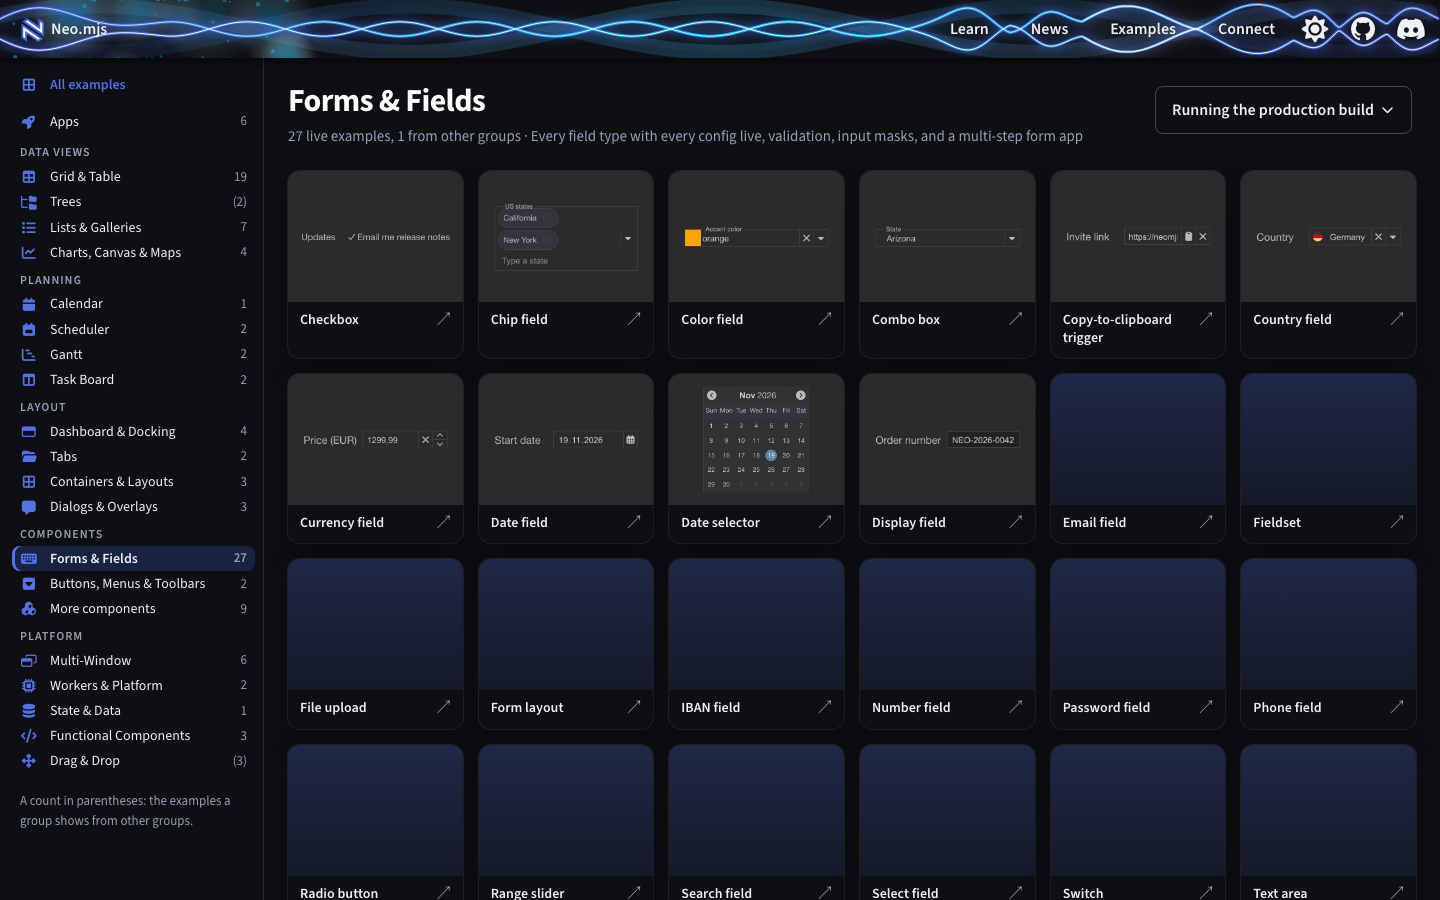 Neo.mjs
Learn
News
Examples
Connect
All examples
Apps 6
DATA VIEWS
Grid & Table 19
Trees (2)
Lists & Galleries 7
Charts, Canvas & Maps 4
PLANNING
Calendar 1
Scheduler 2
Gantt 2
Task Board 2
LAYOUT
Dashboard & Docking 4
Tabs 2
Containers & Layouts 3
Dialogs & Overlays 3
COMPONENTS
Forms & Fields 27
Buttons, Menus & Toolbars 2
More components 9
PLATFORM
Multi-Window 6
Workers & Platform 2
State & Data 1
Functional Components 3
Drag & Drop (3)
A count in parentheses: the examples a
group shows from other groups.
Forms & Fields
27 live examples, 1 from other groups · Every field type with every config live, validation, input masks, and a multi-step form app
Running the production build
Updates Email me release notes
Checkbox
US states
California
New York
Type a state
Chip field
Accent color
orange
Color field
State
Arizona
Combo box
Invite link https://neomj
Copy-to-clipboard
trigger
Country Germany
Country field
Price (EUR) 1299,99
Currency field
Start date 19.11.2026
Date field
Nov 2026
Sun Mon Tue Wed Thu Fri Sat
1 2 3 4 5 6 7
8 9 10 11 12 13 14
15 16 17 18 19 20 21
22 23 24 25 26 27 28
29 30 1 2 3 4 5
Date selector
Order number NEO-2026-0042
Display field
Email field
Fieldset
File upload
Form layout
IBAN field
Number field
Password field
Phone field
Radio button
Range slider
Search field
Select field
Switch
Text area